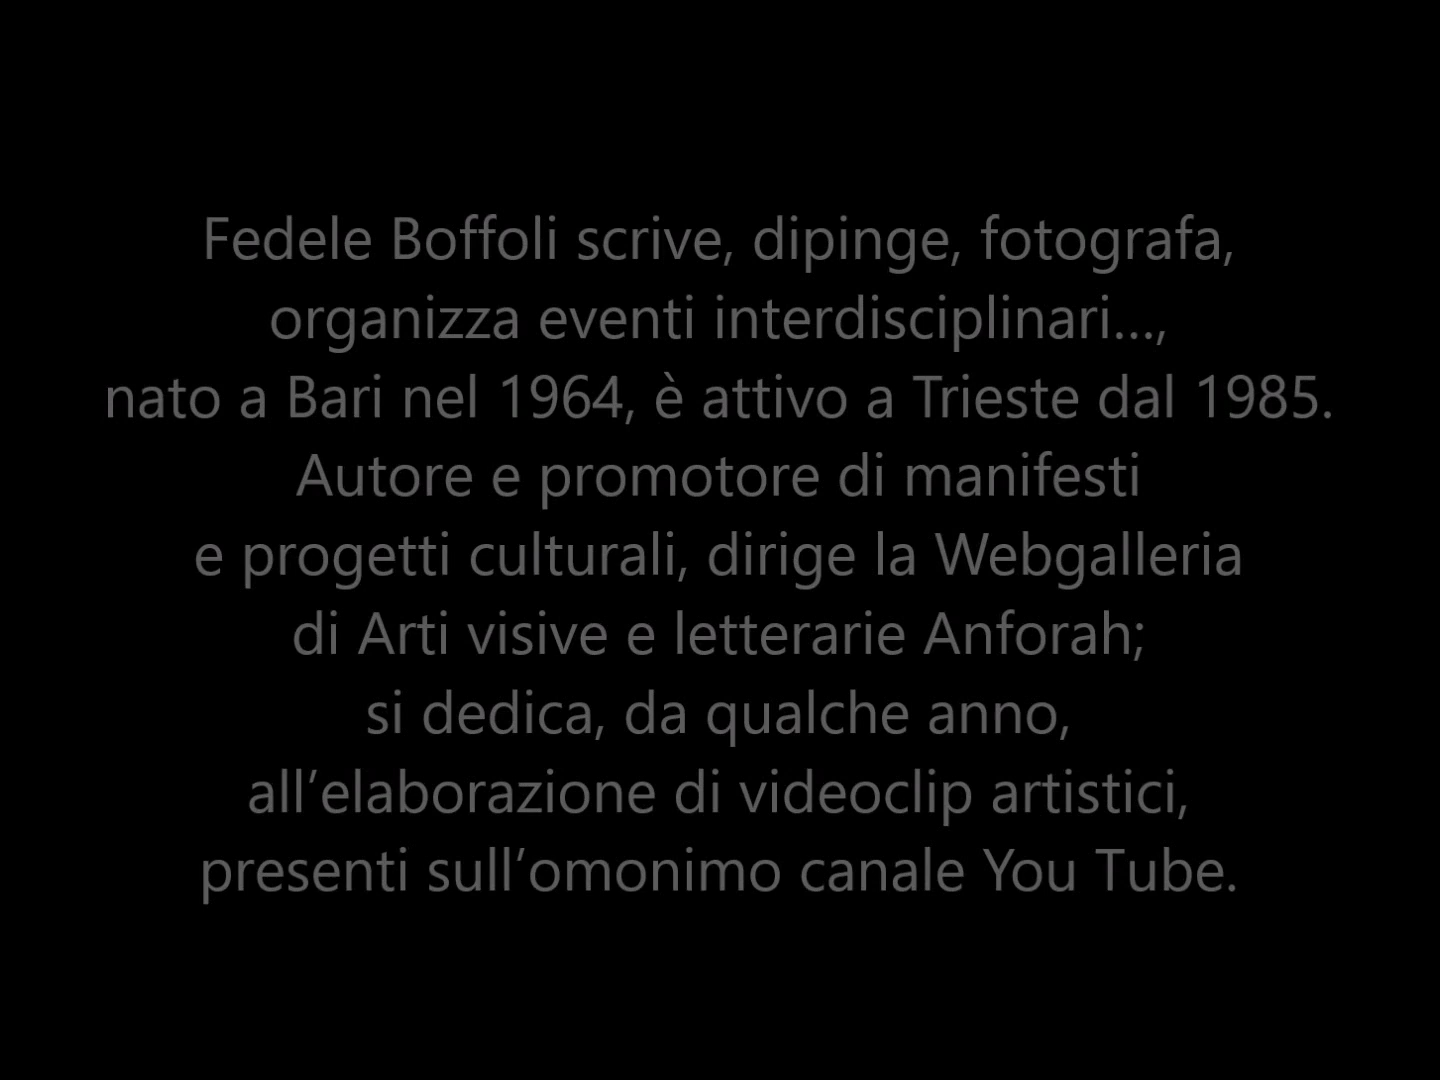 Fedele Boffoli scrive, dipinge, fotografa,
organizza eventi interdisciplinari...,
nato a Bari nel 1964, è attivo a Trieste dal 1985.
Autore e promotore di manifesti
e progetti culturali, dirige la Webgalleria
di Arti visive e letterarie Anforah;
si dedica, da qualche anno,
all’elaborazione di videoclip artistici,
presenti sull’omonimo canale You Tube.